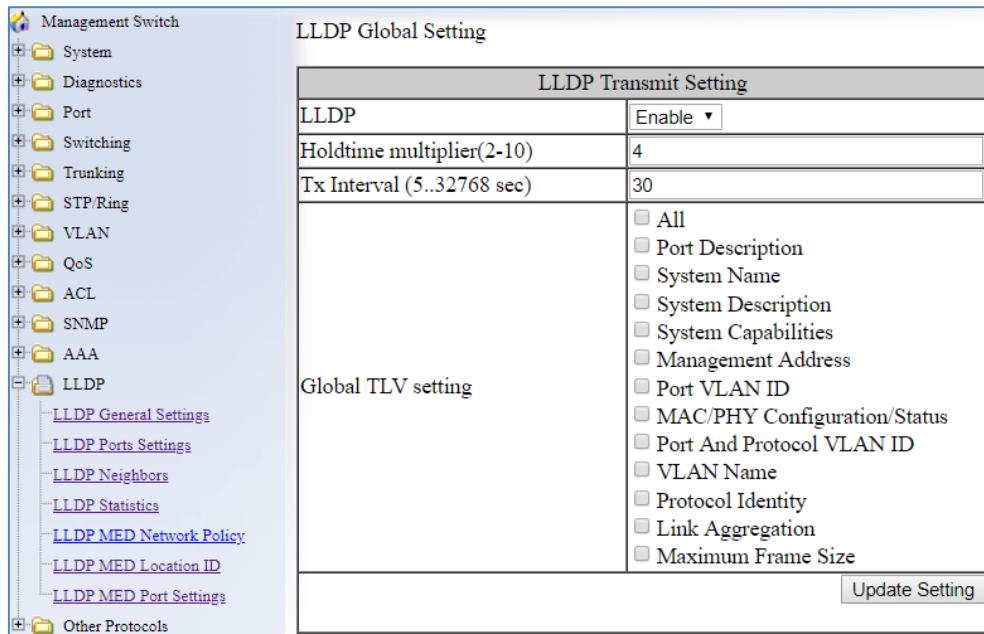 Management Switch
System
Diagnostics
Port
Switching
Trunking
STP/Ring
VLAN
QoS
ACL
SNMP
AAA
LLDP
LLDP General Settings
LLDP Ports Settings
LLDP Neighbors
LLDP Statistics
LLDP MED Network Policy
LLDP MED Location ID
LLDP MED Port Settings
Other Protocols
LLDP Global Setting
LLDP Transmit Setting
LLDP Enable
Holdtime multiplier(2-10) 4
Tx Interval (5..32768 sec) 30
Global TLV setting
All
Port Description
System Name
System Description
System Capabilities
Management Address
Port VLAN ID
MAC/PHY Configuration/Status
Port And Protocol VLAN ID
VLAN Name
Protocol Identity
Link Aggregation
Maximum Frame Size
Update Setting